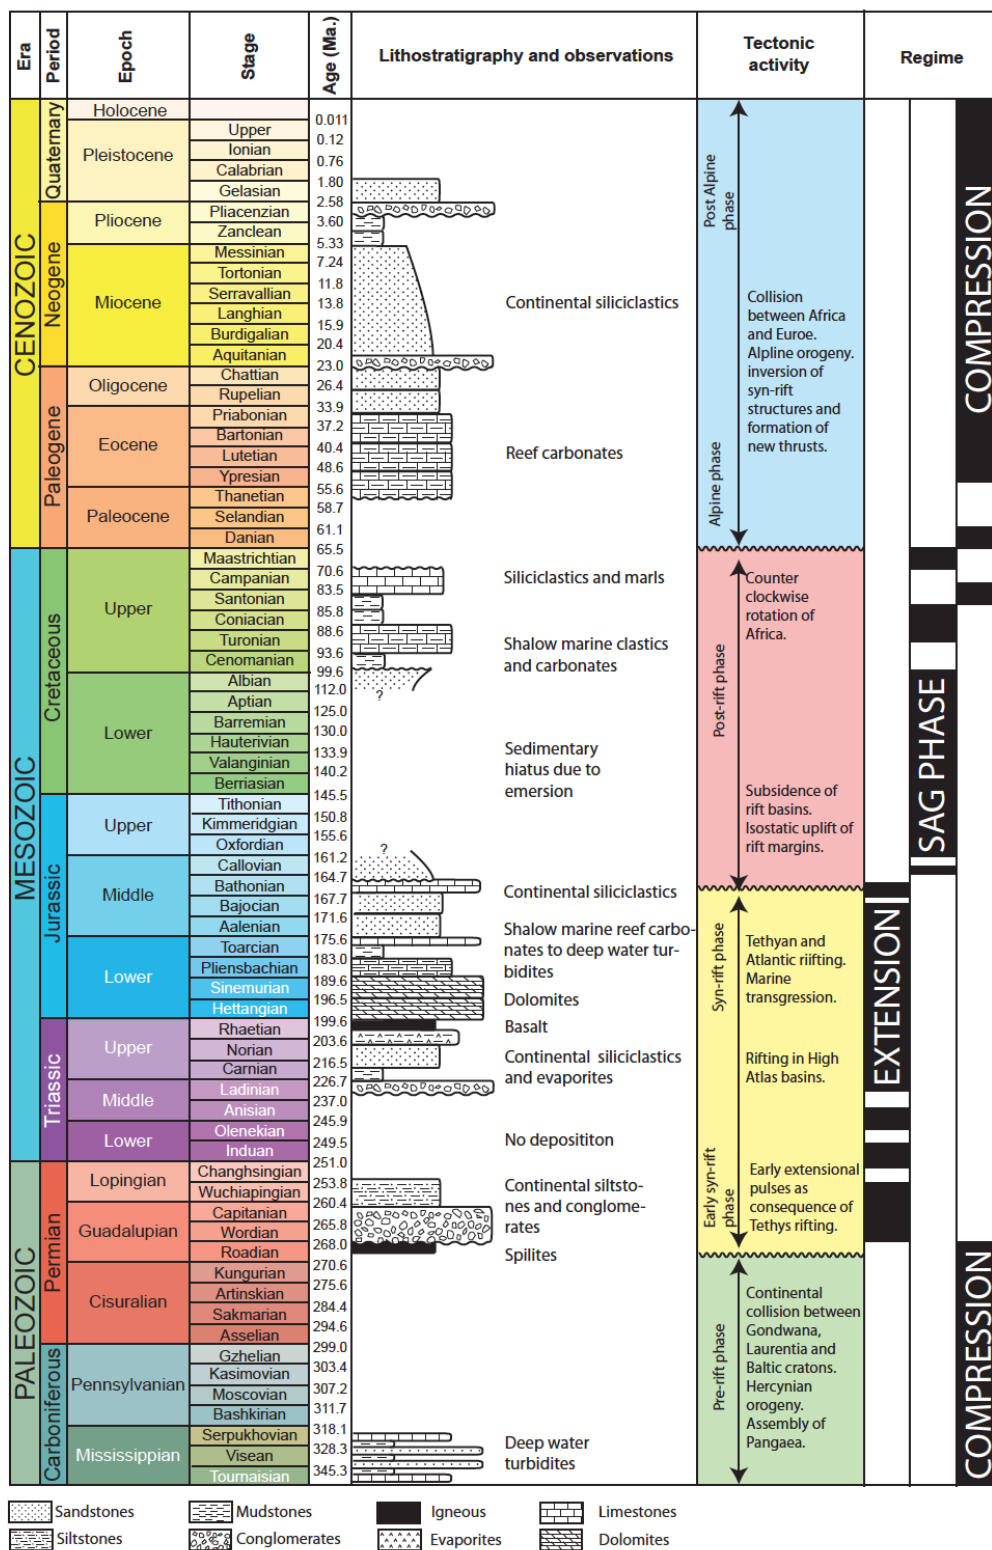 Era
Period
Epoch
Stage
Age (Ma.)
Lithostratigraphy and observations
Tectonic
activity
Regime
CENOZOIC
MESOZOIC
PALEOZOIC
Quaternary
Neogene
Paleogene
Cretaceous
Jurassic
Triassic
Permian
Carboniferous
Holocene
Pleistocene
Pliocene
Miocene
Oligocene
Eocene
Paleocene
Upper
Lower
Upper
Middle
Lower
Upper
Middle
Lower
Lopingian
Guadalupian
Cisuralian
Pennsylvanian
Mississippian
Upper
Ionian
Calabrian
Gelasian
Pliacenzian
Zanclean
Messinian
Tortonian
Serravallian
Langhian
Burdigalian
Aquitanian
Chattian
Rupelian
Priabonian
Bartonian
Lutetian
Ypresian
Thanetian
Selandian
Danian
Maastrichtian
Campanian
Santonian
Coniacian
Turonian
Cenomanian
Albian
Aptian
Barremian
Hauterivian
Valanginian
Berriasian
Tithonian
Kimmeridgian
Oxfordian
Callovian
Bathonian
Bajocian
Aalenian
Toarcian
Pliensbachian
Sinemurian
Hettangian
Rhaetian
Norian
Carnian
Ladinian
Anisian
Olenekian
Induan
Changhsingian
Wuchiapingian
Capitanian
Wordian
Roadian
Kungurian
Artinskian
Sakmarian
Asselian
Gzhelian
Kasimovian
Moscovian
Bashkirian
Serpukhovian
Visean
Tournaisian
0.011
0.12
0.76
1.80
2.58
3.60
5.33
7.24
11.8
13.8
15.9
20.4
23.0
26.4
33.9
37.2
40.4
48.6
55.6
58.7
61.1
65.5
70.6
83.5
85.8
88.6
93.6
99.6
112.0
125.0
130.0
133.9
140.2
145.5
150.8
155.6
161.2
164.7
167.7
171.6
175.6
183.0
189.6
196.5
199.6
203.6
216.5
226.7
237.0
245.9
249.5
251.0
253.8
260.4
265.8
268.0
270.6
275.6
284.4
294.6
299.0
303.4
307.2
311.7
318.1
328.3
345.3
Continental siliciclastics
Reef carbonates
Siliciclastics and marls
Shalow marine clastics
and carbonates
?
Sedimentary
hiatus due to
emersion
?
Continental siliciclastics
Shalow marine reef carbo-
nates to deep water tur-
bidites
Dolomites
Basalt
Continental siliciclastics
and evaporites
No deposititon
Continental siltsto-
nes and conglome-
rates
Spilites
Deep water
turbidites
Post Alpine
phase
Alpine phase
Collision
between Africa
and Euroe.
Alpline orogeny.
inversion of
syn-rift
structures and
formation of
new thrusts.
Post-rift phase
Counter
clockwise
rotation of
Africa.
Subsidence of
rift basins.
Isostatic uplift of
rift margins.
Syn-rift phase
Tethyan and
Atlantic riifting.
Marine
transgression.
Rifting in High
Atlas basins.
Early syn-rift
phase
Early extensional
pulses as
consequence of
Tethys rifting.
Pre-rift phase
Continental
collision between
Gondwana,
Laurentia and
Baltic cratons.
Hercynian
orogeny.
Assembly of
Pangaea.
COMPRESSION
SAG PHASE
EXTENSION
COMPRESSION
Sandstones
Mudstones
Igneous
Limestones
Siltstones
Conglomerates
Evaporites
Dolomites